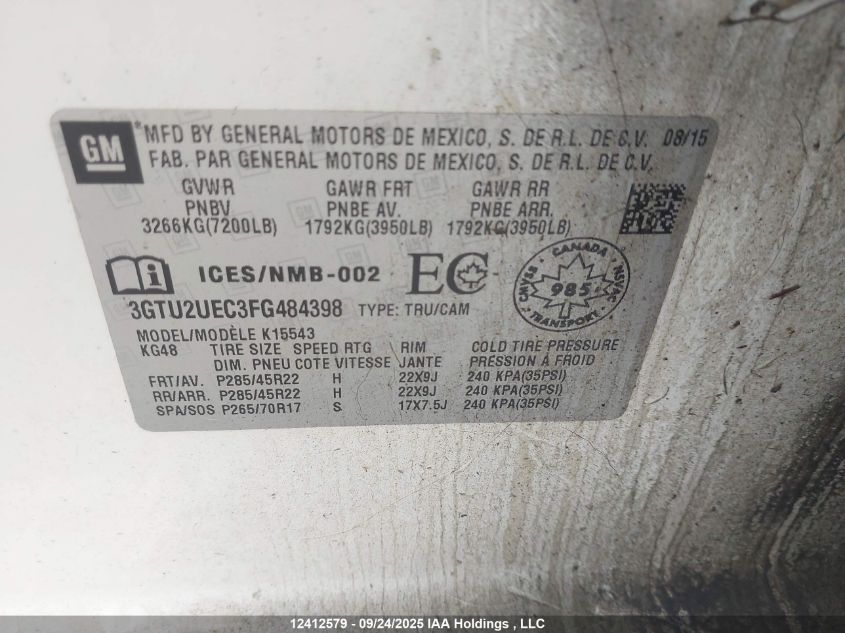 GM
*MFD BY GENERAL MOTORS DE MEXICO, S. DE R.L. DE C.V. 08/15
FAB. PAR GENERAL MOTORS DE MEXICO, S. DE R.L. DE C.V.
GVWR GAWR FRT GAWR RR
PNBV PNBE AV. PNBE ARR.
3266KG(7200LB) 1792KG(3950LB) 1792KG(3950LB)
i ICES/NMB-002 EC
CANADA
CMVSS 985 NSVAC
TRANSPORT
3GTU2UEC3FG484398 TYPE: TRU/CAM
MODEL/MODÈLE K15543
KG48 TIRE SIZE SPEED RTG RIM COLD TIRE PRESSURE
DIM. PNEU COTE VITESSE JANTE PRESSION À FROID
FRT/AV. P285/45R22 H 22X9J 240 KPA(35PSI)
RR/ARR. P285/45R22 H 22X9J 240 KPA(35PSI)
SPA/SOS P265/70R17 S 17X7.5J 240 KPA(35PSI)
12412579 - 09/24/2025 IAA Holdings , LLC